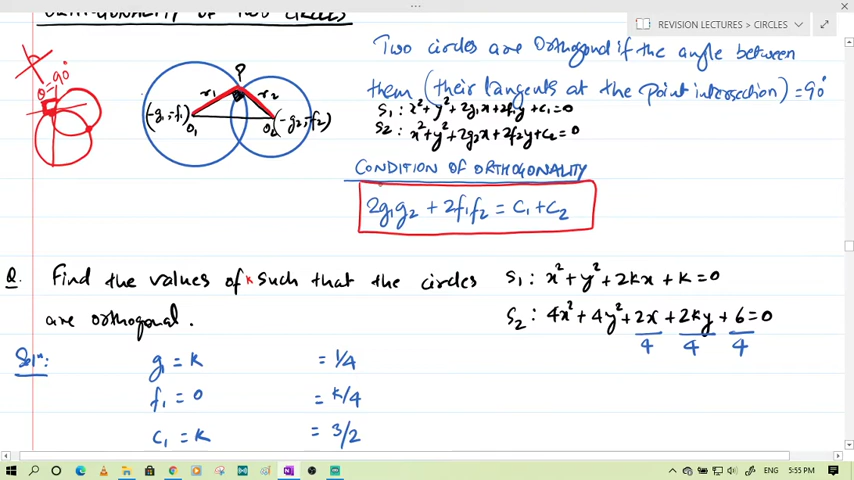 ORTHOGONALITY OF TWO CIRCLES
REVISION LECTURES > CIRCLES
Two circles are Orthogonal if the angle between
them (their tangents at the point intersection) = 90°
S₁ : x² + y² + 2g₁x + 2f₁y + c₁ = 0
S₂ : x² + y² + 2g₂x + 2f₂y + c₂ = 0
θ = 90°
P
r₁
r₂
(-g₁, -f₁)
O₁
O₂
(-g₂, -f₂)
CONDITION OF ORTHOGONALITY
2g₁g₂ + 2f₁f₂ = C₁ + C₂
Q. Find the values of k such that the circles
are orthogonal.
S₁ : x² + y² + 2kx + k = 0
S₂ : 4x² + 4y² + 2x + 2ky + 6 = 0
4 4 4
Solⁿ:
g₁ = k = 1/4
f₁ = 0 = k/4
c₁ = k = 3/2
ENG 5:55 PM